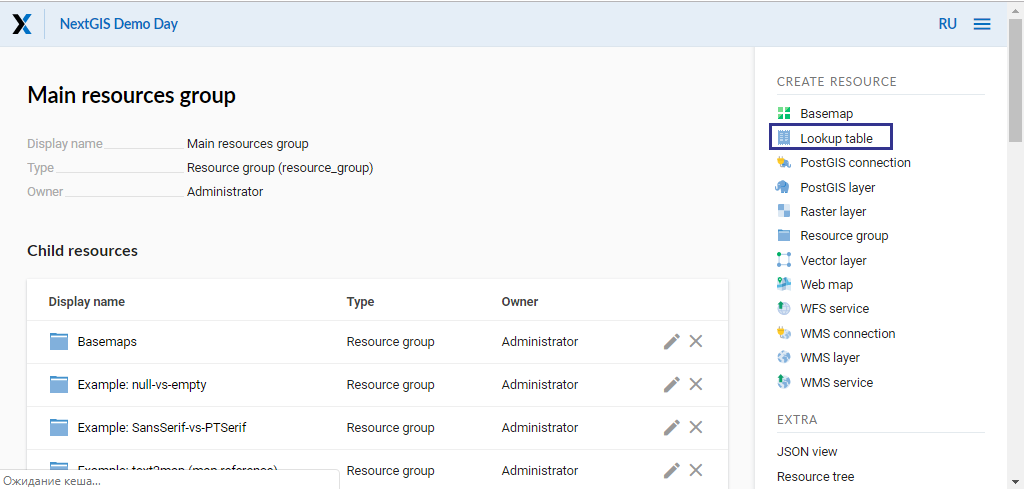 NextGIS Demo Day
RU
Main resources group
Display name Main resources group
Type Resource group (resource_group)
Owner Administrator
Child resources
Display name Type Owner
Basemaps Resource group Administrator
Example: null-vs-empty Resource group Administrator
Example: SansSerif-vs-PTSerif Resource group Administrator
Example: text2map (map reference) Resource group Administrator
Ожидание кеша...
CREATE RESOURCE
Basemap
Lookup table
PostGIS connection
PostGIS layer
Raster layer
Resource group
Vector layer
Web map
WFS service
WMS connection
WMS layer
WMS service
EXTRA
JSON view
Resource tree